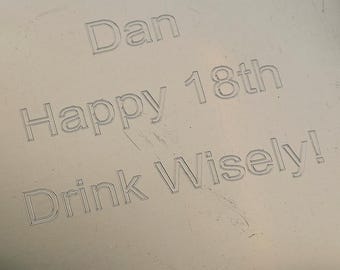 Dan
Happy 18th
Drink Wisely!